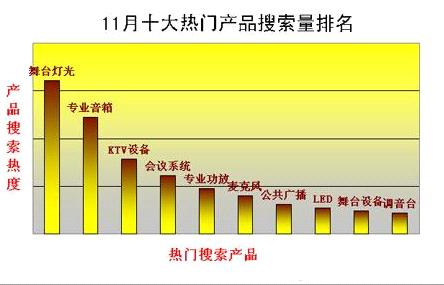 11月十大热门产品搜索量排名
产品搜索热度
舞台灯光
专业音箱
KTV设备
会议系统
专业功放
麦克风
公共广播
LED
舞台设备
调音台
热门搜索产品